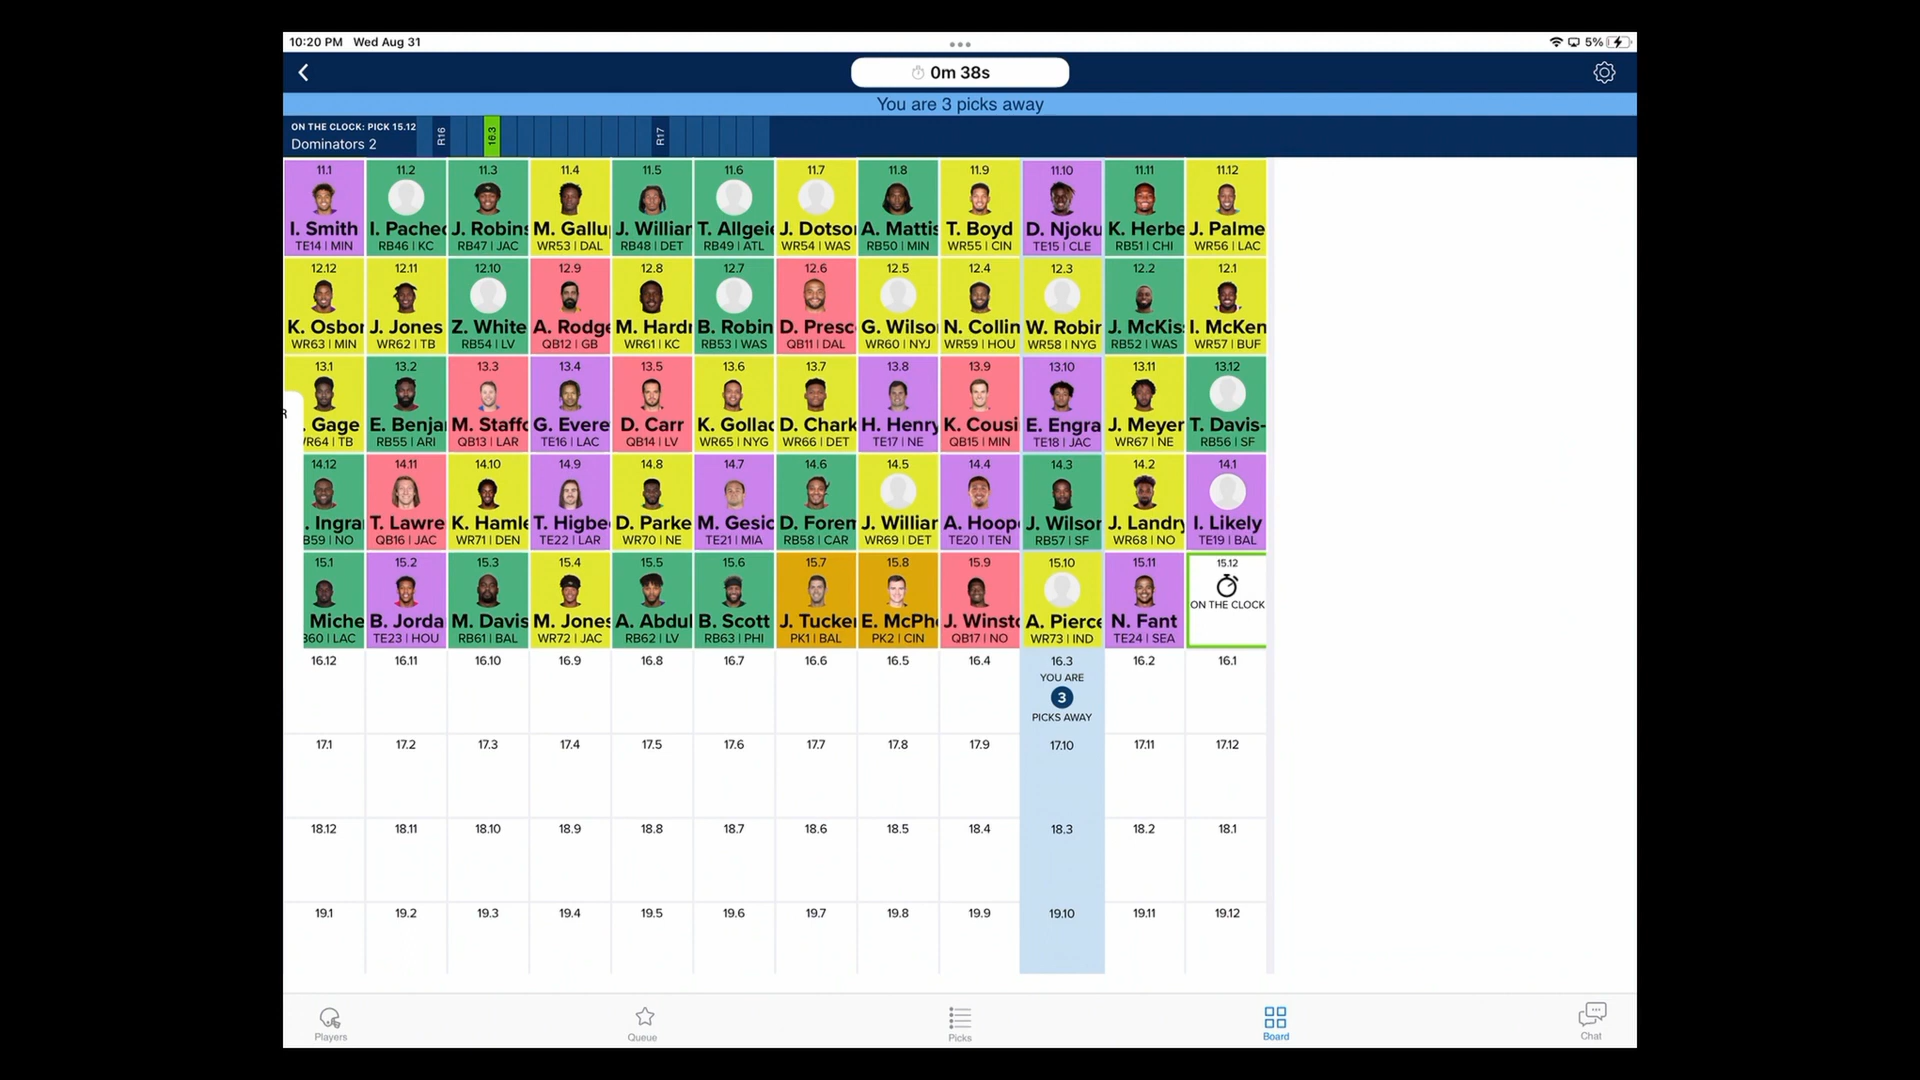 10:20 PM Wed Aug 31
5%
0m 38s
You are 3 picks away
ON THE CLOCK: PICK 15.12
Dominators 2
R16
16.3
R17
11.1 11.2 11.3 11.4 11.5 11.6 11.7 11.8 11.9 11.10 11.11 11.12
I. Smith I. Pachec J. Robins M. Gallu J. Willian T. Allgeie J. Dotso A. Mattis T. Boyd D. Njoku K. Herbe J. Palme
TE14 | MIN RB46 | KC RB47 | JAC WR53 | DAL RB48 | DET RB49 | ATL WR54 | WAS RB50 | MIN WR55 | CIN TE15 | CLE RB51 | CHI WR56 | LAC
12.12 12.11 12.10 12.9 12.8 12.7 12.6 12.5 12.4 12.3 12.2 12.1
K. Osbor J. Jones Z. White A. Rodge M. Hardr B. Robin D. Presc G. Wilso N. Collin W. Robir J. McKis I. McKen
WR63 | MIN WR62 | TB RB54 | LV QB12 | GB WR61 | KC RB53 | WAS QB11 | DAL WR60 | NYJ WR59 | HOU WR58 | NYG RB52 | WAS WR57 | BUF
13.1 13.2 13.3 13.4 13.5 13.6 13.7 13.8 13.9 13.10 13.11 13.12
R
. Gage E. Benja M. Staffo G. Evere D. Carr K. Gollac D. Chark H. Henry K. Cousi E. Engra J. Meyer T. Davis-
WR64 | TB RB55 | ARI QB13 | LAR TE16 | LAC QB14 | LV WR65 | NYG WR66 | DET TE17 | NE QB15 | MIN TE18 | JAC WR67 | NE RB56 | SF
14.12 14.11 14.10 14.9 14.8 14.7 14.6 14.5 14.4 14.3 14.2 14.1
. Ingra T. Lawre K. Hamle T. Higbe D. Parke M. Gesic D. Forem J. Williar A. Hoop J. Wilson J. Landry I. Likely
B59 | NO QB16 | JAC WR71 | DEN TE22 | LAR WR70 | NE TE21 | MIA RB58 | CAR WR69 | DET TE20 | TEN RB57 | SF WR68 | NO TE19 | BAL
15.1 15.2 15.3 15.4 15.5 15.6 15.7 15.8 15.9 15.10 15.11 15.12
ON THE CLOCK
Miche B. Jorda M. Davis M. Jones A. Abdul B. Scott J. Tucker E. McPh J. Winsto A. Pierce N. Fant
B60 | LAC TE23 | HOU RB61 | BAL WR72 | JAC RB62 | LV RB63 | PHI PK1 | BAL PK2 | CIN QB17 | NO WR73 | IND TE24 | SEA
16.12 16.11 16.10 16.9 16.8 16.7 16.6 16.5 16.4 16.3 16.2 16.1
YOU ARE
3
PICKS AWAY
17.1 17.2 17.3 17.4 17.5 17.6 17.7 17.8 17.9 17.10 17.11 17.12
18.12 18.11 18.10 18.9 18.8 18.7 18.6 18.5 18.4 18.3 18.2 18.1
19.1 19.2 19.3 19.4 19.5 19.6 19.7 19.8 19.9 19.10 19.11 19.12
Players Queue Picks Board Chat